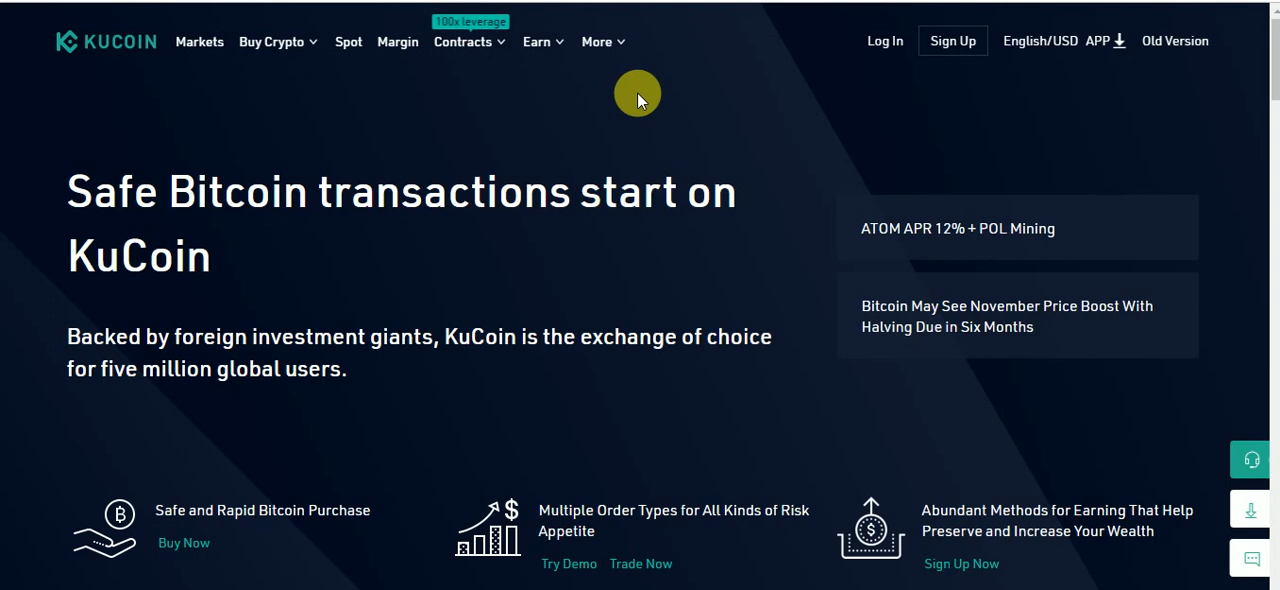 100x leverage
KUCOIN Markets Buy Crypto Spot Margin Contracts Earn More Log In Sign Up English/USD APP Old Version
Safe Bitcoin transactions start on
KuCoin
ATOM APR 12% + POL Mining
Bitcoin May See November Price Boost With
Halving Due in Six Months
Backed by foreign investment giants, KuCoin is the exchange of choice
for five million global users.
Safe and Rapid Bitcoin Purchase
Buy Now
Multiple Order Types for All Kinds of Risk
Appetite
Try Demo Trade Now
Abundant Methods for Earning That Help
Preserve and Increase Your Wealth
Sign Up Now